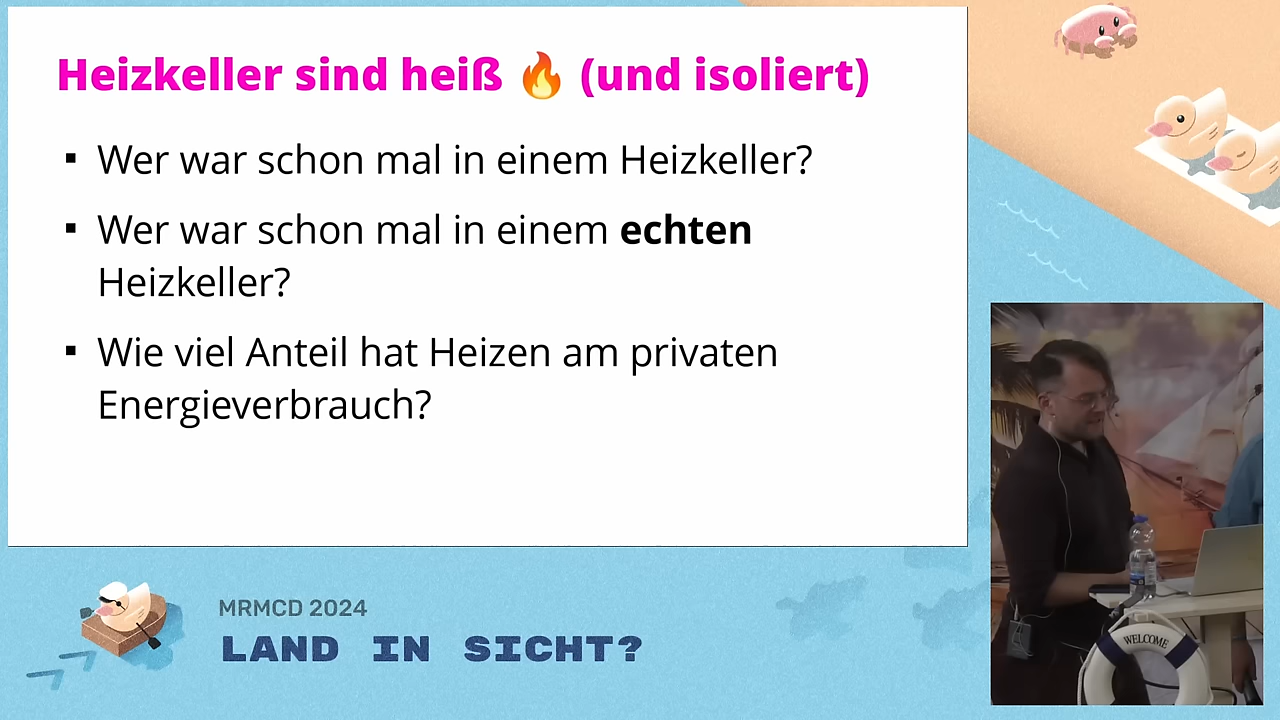 Heizkeller sind heiß 🔥 (und isoliert)
▪ Wer war schon mal in einem Heizkeller?
▪ Wer war schon mal in einem echten
Heizkeller?
▪ Wie viel Anteil hat Heizen am privaten
Energieverbrauch?
MRMCD 2024
LAND IN SICHT?
WELCOME